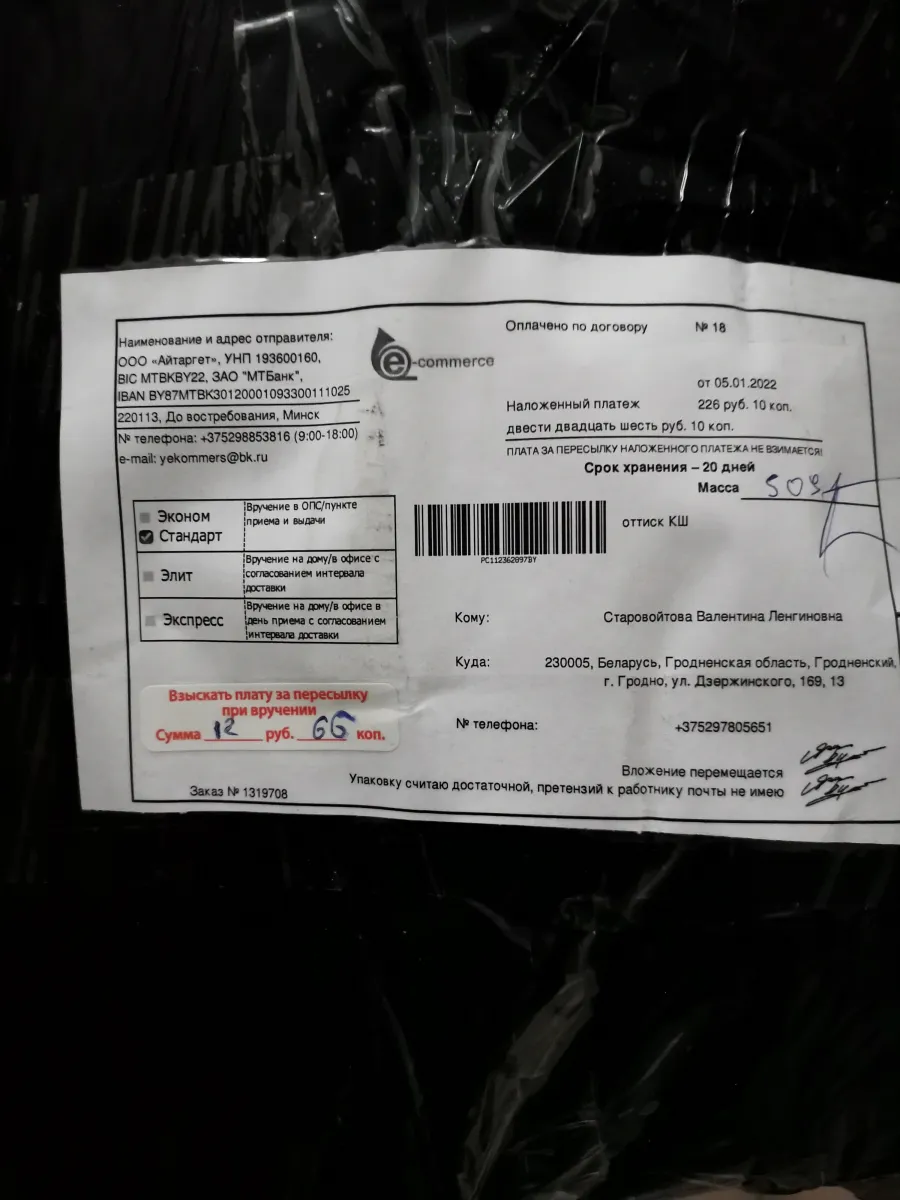 Наименование и адрес отправителя:
ООО «Айтаргет», УНП 193600160,
BIC MTBKBY22, ЗАО "МТБанк",
IBAN BY87MTBK30120001093300111025
220113, До востребования, Минск
№ телефона: +375298853816 (9:00-18:00)
e-mail: yekommers@bk.ru
e-commerce
Оплачено по договору № 18
от 05.01.2022
Наложенный платеж 226 руб. 10 коп.
двести двадцать шесть руб. 10 коп.
ПЛАТА ЗА ПЕРЕСЫЛКУ НАЛОЖЕННОГО ПЛАТЕЖА НЕ ВЗИМАЕТСЯ!
Срок хранения – 20 дней
Масса
Эконом
Стандарт
Вручение в ОПС/пункте
приема и выдачи
Элит
Вручение на дому/в офисе с
согласованием интервала
доставки
Экспресс
Вручение на дому/в офисе в
день приема с согласованием
интервала доставки
PC112362097BY
оттиск КШ
Кому: Старовойтова Валентина Ленгиновна
Куда: 230005, Беларусь, Гродненская область, Гродненский,
г. Гродно, ул. Дзержинского, 169, 13
№ телефона: +375297805651
Взыскать плату за пересылку
при вручении
Сумма 12 руб. 66 коп.
Заказ № 1319708
Вложение перемещается
Упаковку считаю достаточной, претензий к работнику почты не имею